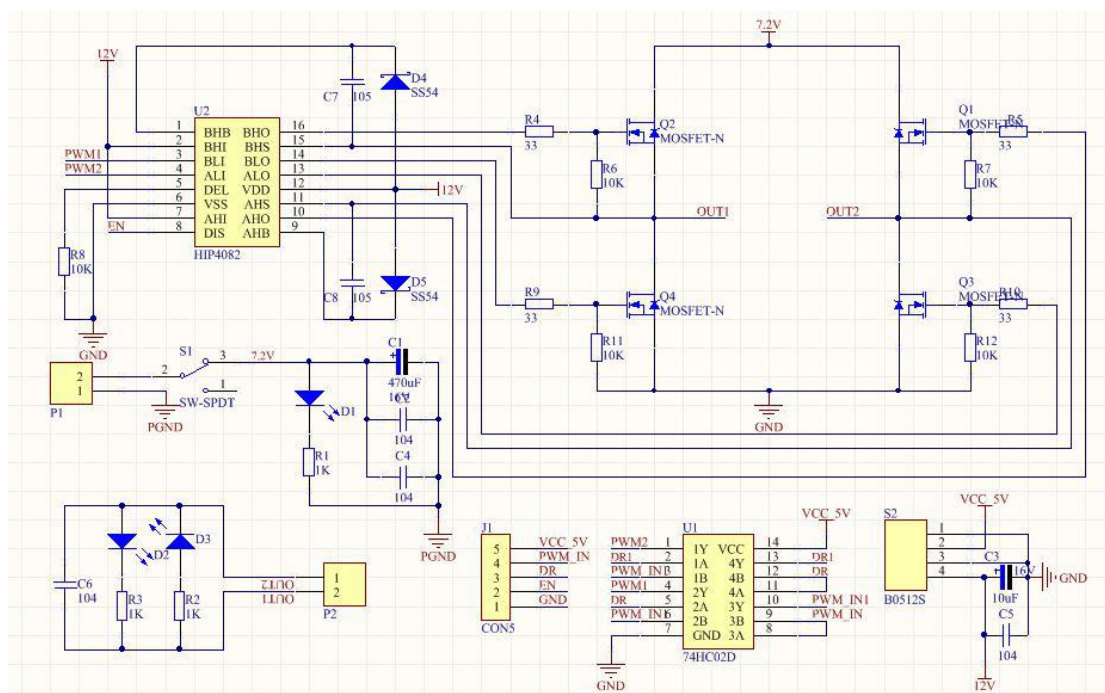 7.2V
12V
D4
SS54
C7
105
U2
1 BHB BHO 16
2 BHI BHS 15
3 BLI BLO 14
4 ALI ALO 13
5 DEL VDD 12
6 VSS AHS 11
7 AHI AHO 10
8 DIS AHB 9
HIP4082
PWM1
PWM2
EN
12V
R8
10K
GND
D5
SS54
C8
105
R4
33
Q2
MOSFET-N
R6
10K
Q1
MOSFET-N
R5
33
R7
10K
OUT1
OUT2
R9
33
Q4
MOSFET-N
R11
10K
Q3
MOSFET-N
R10
33
R12
10K
GND
P1
2
1
S1
2
3
1
SW-SPDT
PGND
7.2V
D1
R1
1K
C1
470uF
16V
C2
104
C4
104
PGND
C6
104
D2
D3
R3
1K
R2
1K
OUT2
OUT1
1
2
P2
J1
5 VCC_5V
4 PWM_IN
3 DR
2 EN
1 GND
CON5
U1
VCC_5V
PWM2 1 1Y VCC 14
DR1 2 1A 4Y 13 DR1
PWM_IN1 3 1B 4B 12 DR
PWM1 4 2Y 4A 11
DR 5 2A 3Y 10 PWM_IN1
PWM_IN1 6 2B 3B 9 PWM_IN
7 GND 3A 8
74HC02D
GND
VCC_5V
S2
1
2
3
4
B0512S
C3
16V
10uF
GND
C5
104
12V